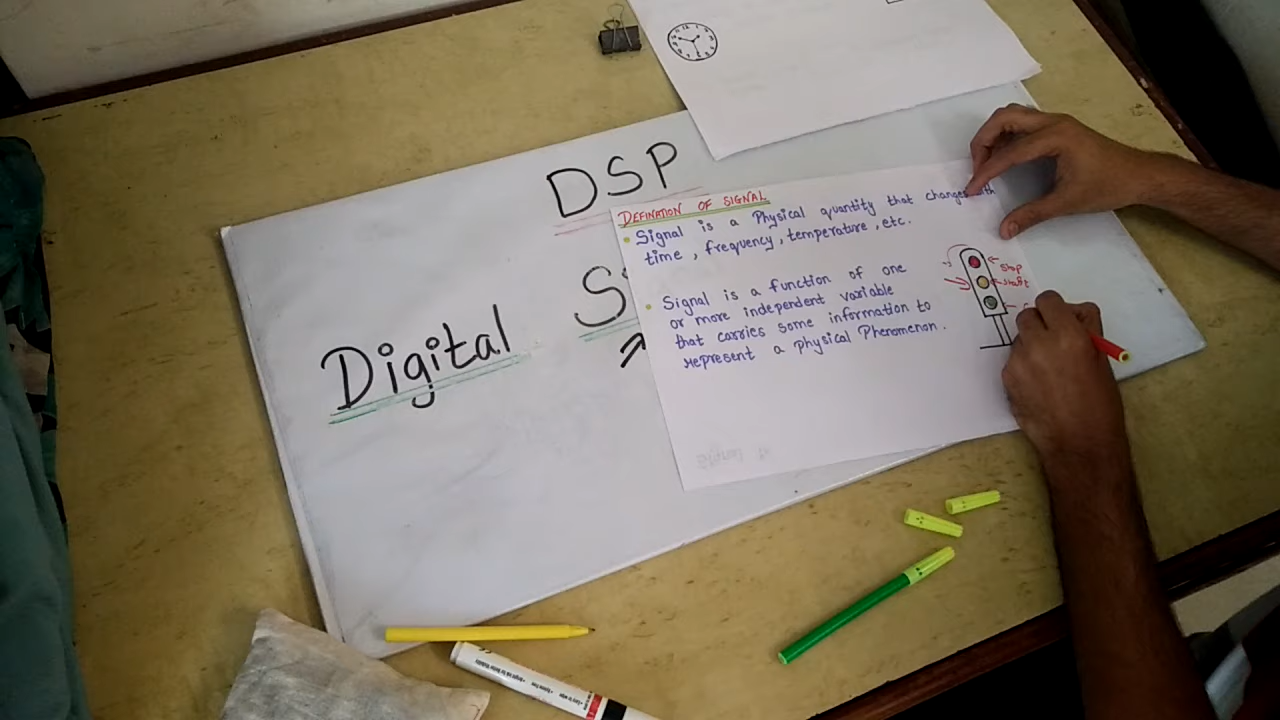 DSP
Digital
S
DEFINATION OF SIGNAL
• Signal is a Physical quantity that changes
time, frequency, temperature, etc.
• Signal is a function of one
or more independent variable
that carries some information to
represent a physical Phenomenon.
Stop